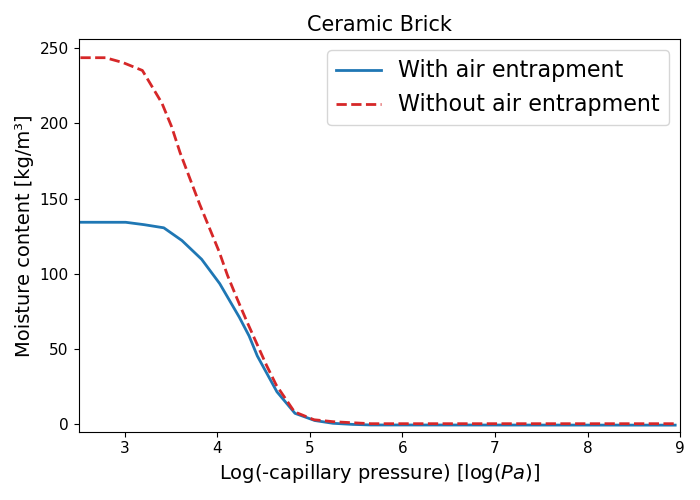 Ceramic Brick
With air entrapment
Without air entrapment
Moisture content [kg/m³]
250
200
150
100
50
0
3 4 5 6 7 8 9
Log(-capillary pressure) [log(Pa)]